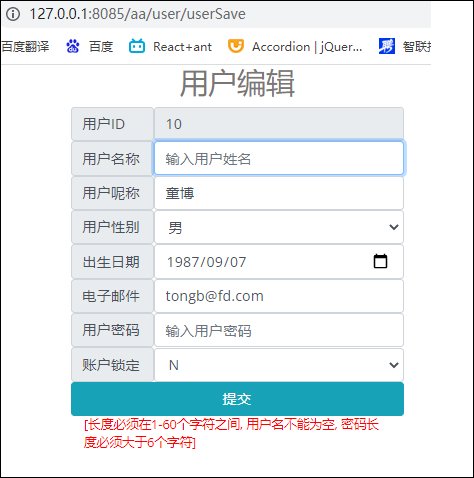 127.0.0.1:8085/aa/user/userSave
百度翻译 百度 React+ant Accordion | jQuer... 智联招
用户编辑
用户ID 10
用户名称 输入用户姓名
用户呢称 童博
用户性别 男
出生日期 1987/09/07
电子邮件 tongb@fd.com
用户密码 输入用户密码
账户锁定 N
提交
[长度必须在1-60个字符之间, 用户名不能为空, 密码长
度必须大于6个字符]